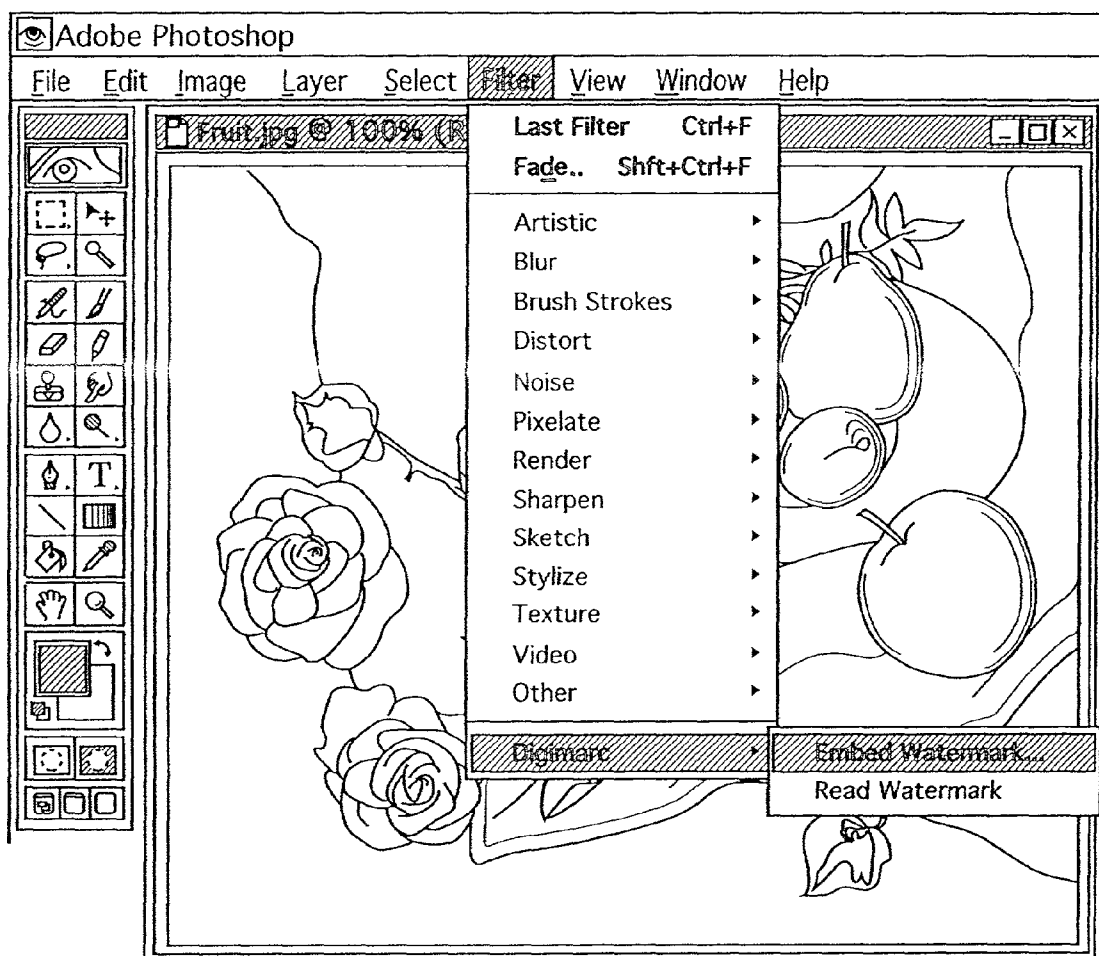 Adobe Photoshop
File Edit Image Layer Select Filter View Window Help
Fruit.jpg @ 100% (R
Last Filter Ctrl+F
Fade.. Shft+Ctrl+F
Artistic
Blur
Brush Strokes
Distort
Noise
Pixelate
Render
Sharpen
Sketch
Stylize
Texture
Video
Other
Digimarc
Embed Watermark...
Read Watermark
T